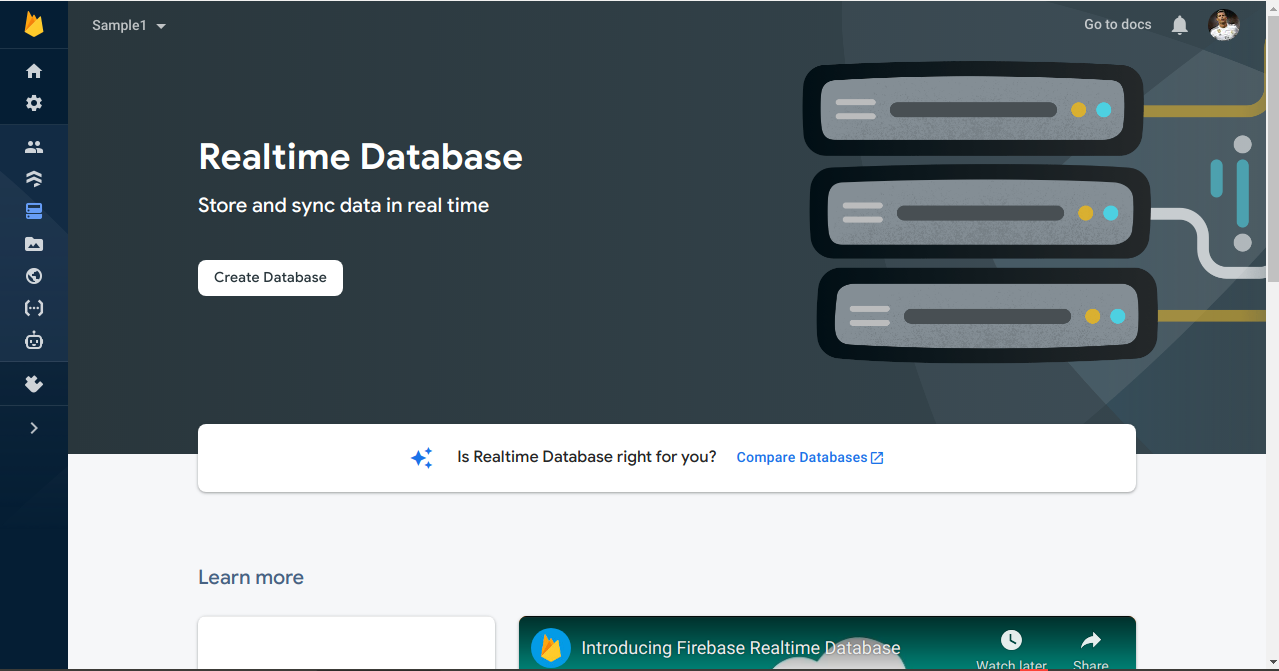 Sample1
Go to docs
Realtime Database
Store and sync data in real time
Create Database
Is Realtime Database right for you? Compare Databases
Learn more
Introducing Firebase Realtime Database
Watch later Share